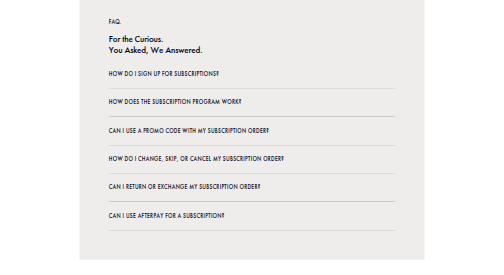 FAQ.
For the Curious.
You Asked, We Answered.
HOW DO I SIGN UP FOR SUBSCRIPTIONS?
HOW DOES THE SUBSCRIPTION PROGRAM WORK?
CAN I USE A PROMO CODE WITH MY SUBSCRIPTION ORDER?
HOW DO I CHANGE, SKIP, OR CANCEL MY SUBSCRIPTION ORDER?
CAN I RETURN OR EXCHANGE MY SUBSCRIPTION ORDER?
CAN I USE AFTERPAY FOR A SUBSCRIPTION?